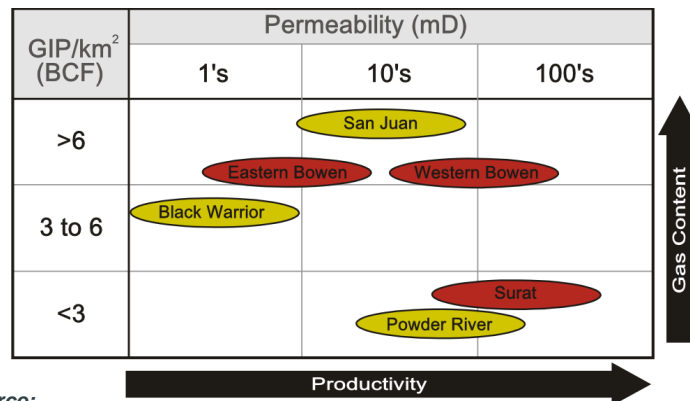 Permeability (mD)
GIP/km²
(BCF)
1's 10's 100's
>6
San Juan
Eastern Bowen Western Bowen
3 to 6
Black Warrior
<3
Surat
Powder River
Gas Content
Productivity